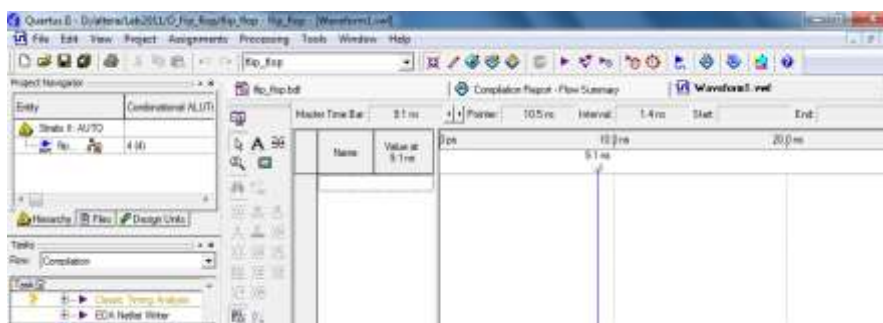 Quartus II - D:/altera/Lab2011/D_flip_flop/flip_flop - flip_flop - [Waveform1.vwf]
File Edit View Project Assignments Processing Tools Window Help
flip_flop
Project Navigator
flip_flop.bdf
Compilation Report - Flow Summary
Waveform1.vwf
Entity
Combinational ALUTs
Master Time Bar:
9.1 ns
Pointer:
10.5 ns
Interval:
1.4 ns
Start:
End:
Stratix II: AUTO
flip...
4 (4)
Name
Value at
9.1 ns
0 ps
10.0 ns
20.0 ns
9.1 ns
Hierarchy
Files
Design Units
Tasks
Flow:
Compilation
Task
Classic Timing Analysis
EDA Netlist Writer